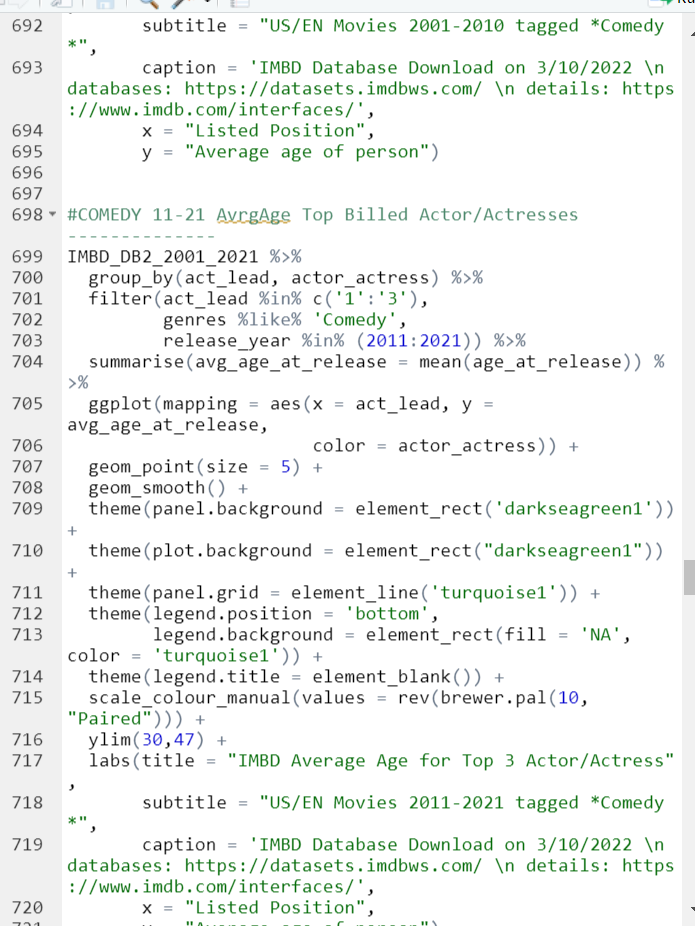 692 subtitle = "US/EN Movies 2001-2010 tagged *Comedy
*",
693 caption = 'IMBD Database Download on 3/10/2022 \n
databases: https://datasets.imdbws.com/ \n details: https
://www.imdb.com/interfaces/',
694 x = "Listed Position",
695 y = "Average age of person")
696
697
698 #COMEDY 11-21 AvrgAge Top Billed Actor/Actresses
--------------
699 IMBD_DB2_2001_2021 %>%
700 group_by(act_lead, actor_actress) %>%
701 filter(act_lead %in% c('1':'3'),
702 genres %like% 'Comedy',
703 release_year %in% (2011:2021)) %>%
704 summarise(avg_age_at_release = mean(age_at_release)) %
>%
705 ggplot(mapping = aes(x = act_lead, y =
avg_age_at_release,
706 color = actor_actress)) +
707 geom_point(size = 5) +
708 geom_smooth() +
709 theme(panel.background = element_rect('darkseagreen1'))
+
710 theme(plot.background = element_rect("darkseagreen1"))
+
711 theme(panel.grid = element_line('turquoise1')) +
712 theme(legend.position = 'bottom',
713 legend.background = element_rect(fill = 'NA',
color = 'turquoise1')) +
714 theme(legend.title = element_blank()) +
715 scale_colour_manual(values = rev(brewer.pal(10,
"Paired"))) +
716 ylim(30,47) +
717 labs(title = "IMBD Average Age for Top 3 Actor/Actress"
,
718 subtitle = "US/EN Movies 2011-2021 tagged *Comedy
*",
719 caption = 'IMBD Database Download on 3/10/2022 \n
databases: https://datasets.imdbws.com/ \n details: https
://www.imdb.com/interfaces/',
720 x = "Listed Position",